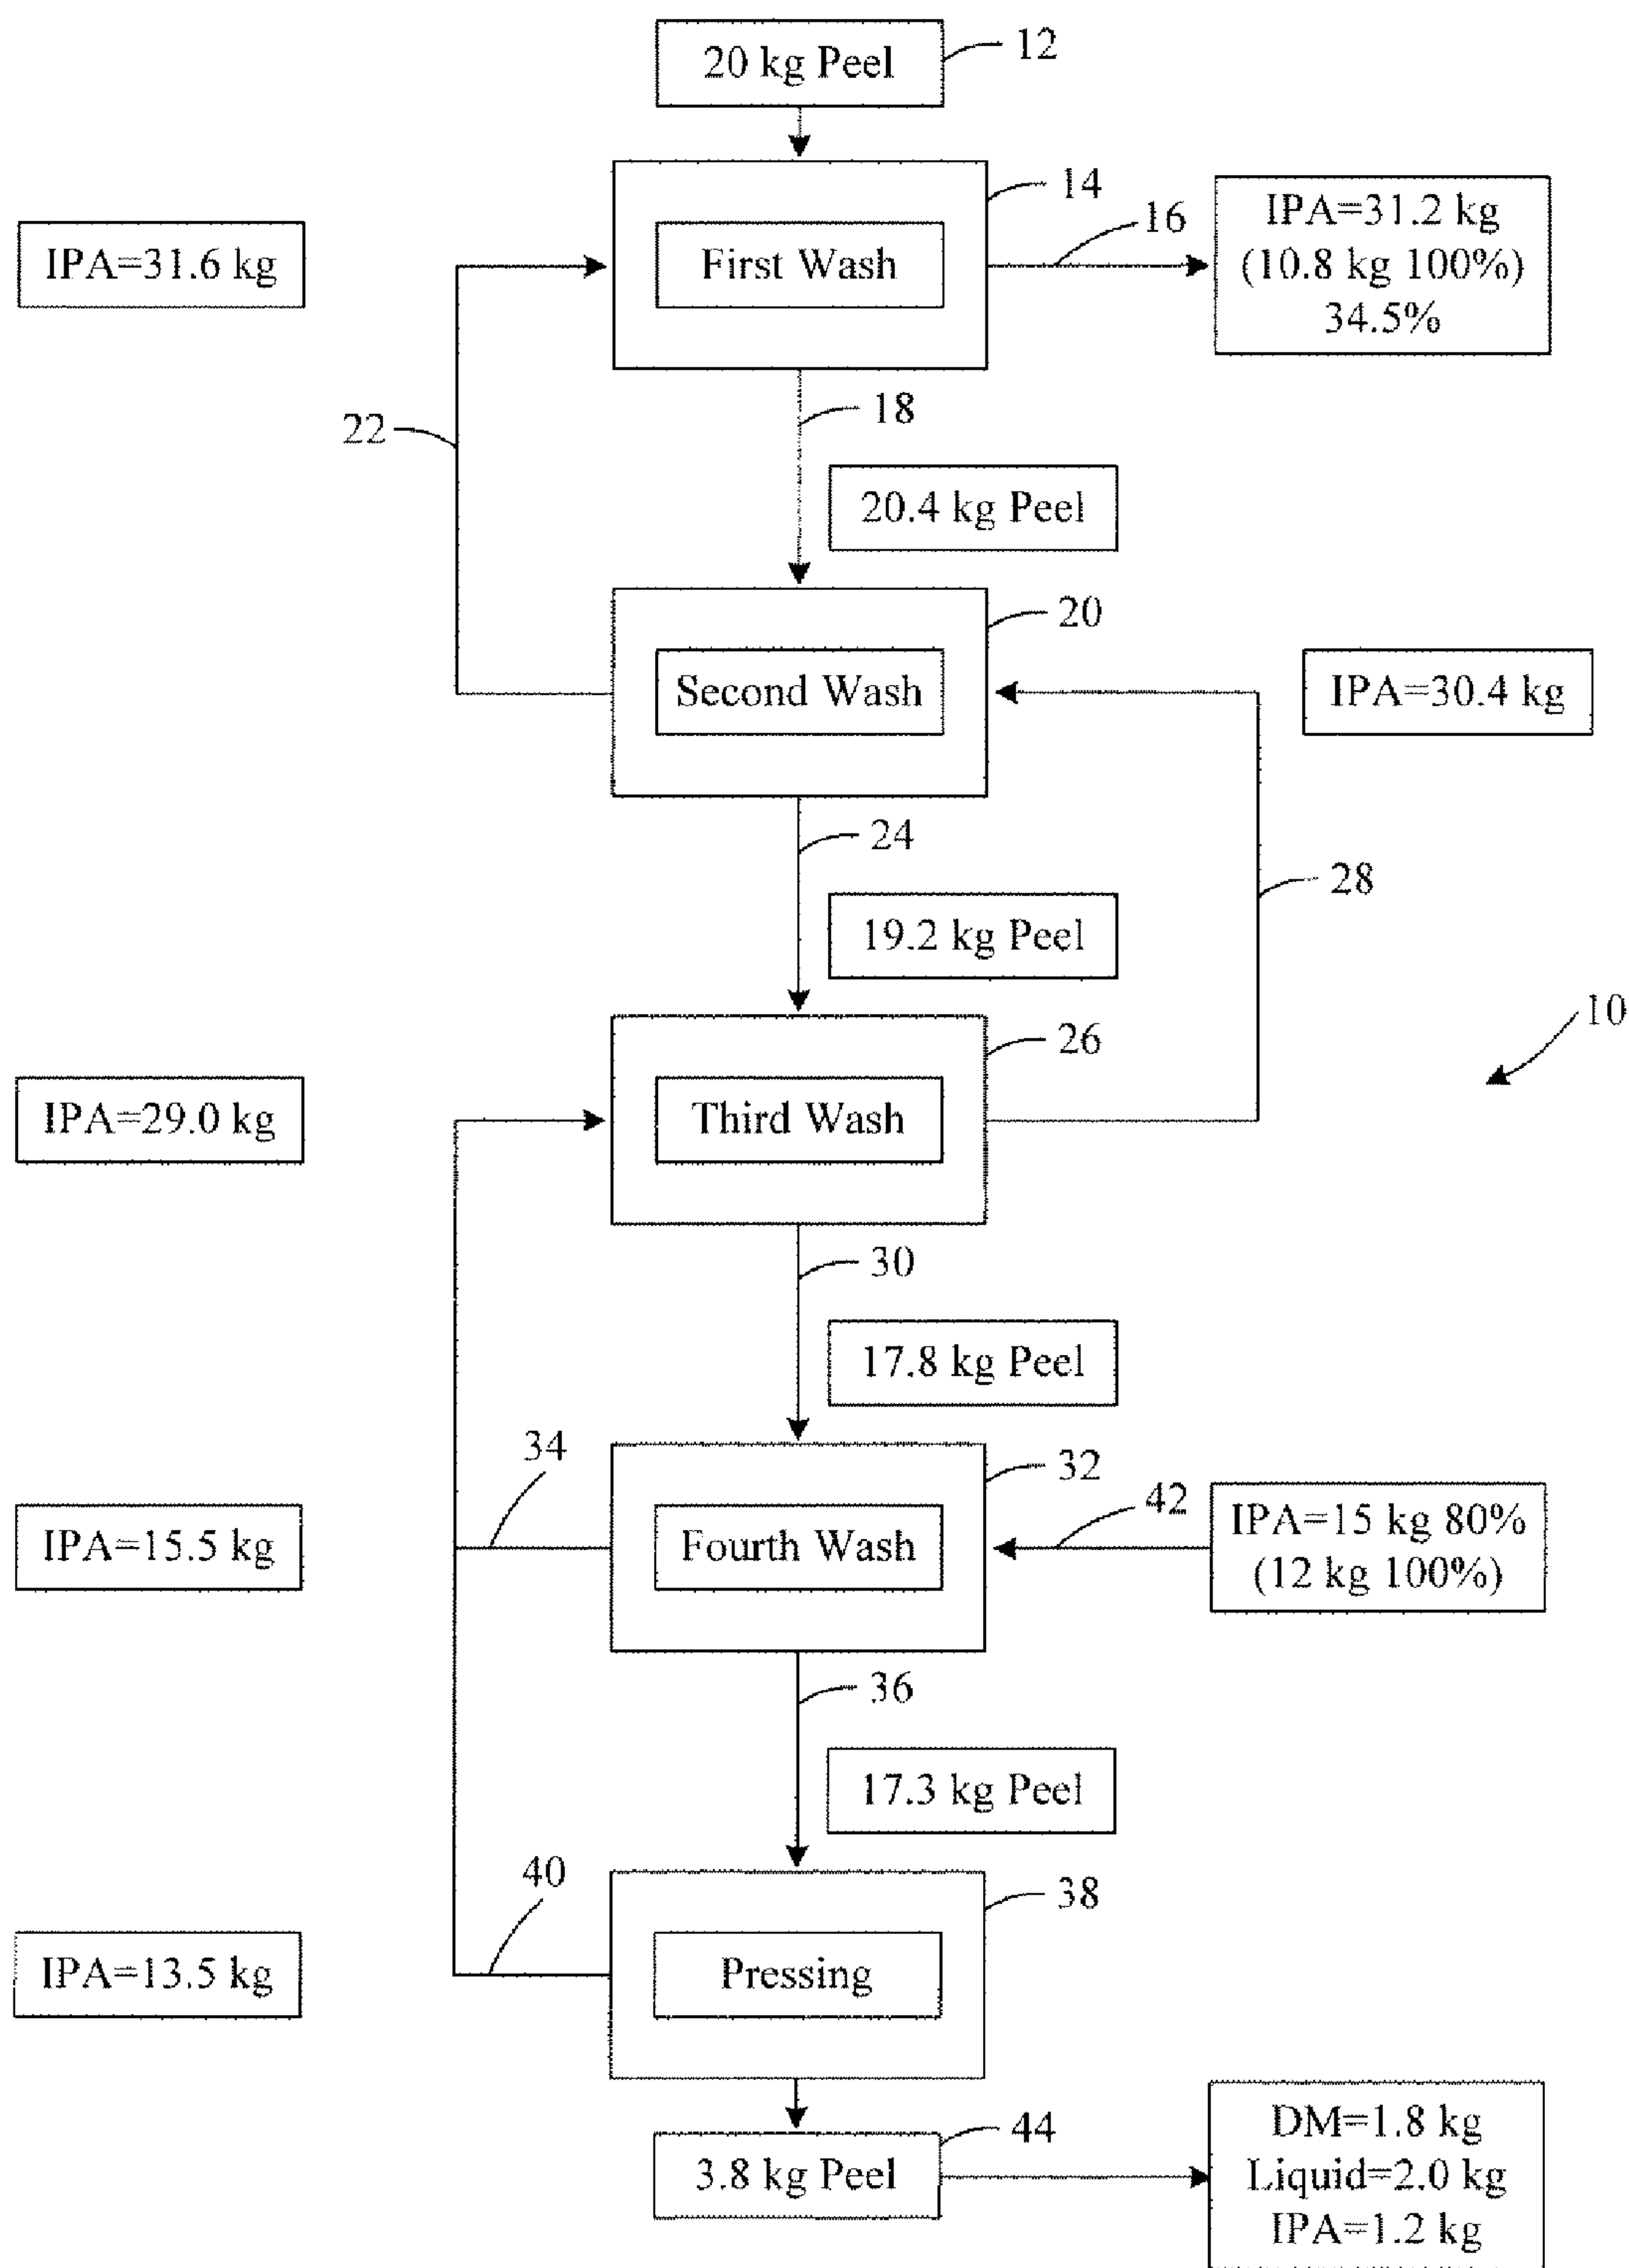 20 kg Peel
12
14
16
IPA=31.2 kg
(10.8 kg 100%)
34.5%
IPA=31.6 kg
First Wash
18
22
20.4 kg Peel
20
Second Wash
IPA=30.4 kg
24
28
19.2 kg Peel
10
26
IPA=29.0 kg
Third Wash
30
17.8 kg Peel
34
32
42
IPA=15 kg 80%
(12 kg 100%)
IPA=15.5 kg
Fourth Wash
36
17.3 kg Peel
40
38
IPA=13.5 kg
Pressing
44
3.8 kg Peel
DM=1.8 kg
Liquid=2.0 kg
IPA=1.2 kg